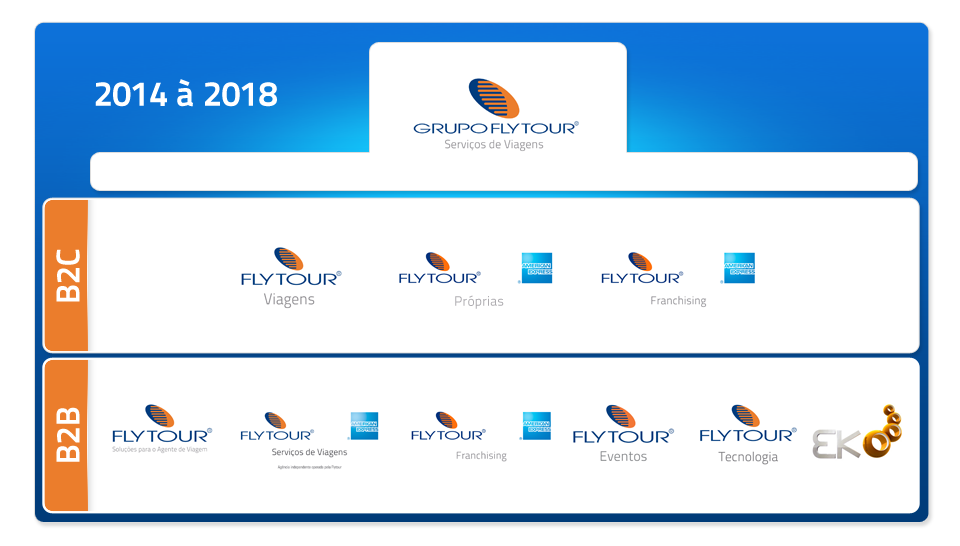 2014 à 2018
GRUPO FLYTOUR®
Serviços de Viagens
B2C
FLYTOUR®
Viagens
FLYTOUR®
AMERICAN EXPRESS
Próprias
FLYTOUR®
AMERICAN EXPRESS
Franchising
B2B
FLYTOUR®
Soluções para o Agente de Viagem
FLYTOUR®
AMERICAN EXPRESS
Serviços de Viagens
FLYTOUR®
AMERICAN EXPRESS
Franchising
FLYTOUR®
Eventos
FLYTOUR®
Tecnologia
EK